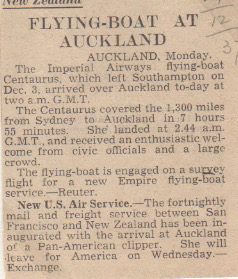 New Zealand
FLYING-BOAT AT
AUCKLAND
AUCKLAND, Monday.
The Imperial Airways flying-boat
Centaurus, which left Southampton on
Dec. 3, arrived over Auckland to-day at
two a.m. G.M.T.
The Centaurus covered the 1,300 miles
from Sydney to Auckland in 7 hours
55 minutes. She landed at 2.44 a.m.
G.M.T., and received an enthusiastic wel-
come from civic officials and a large
crowd.
The flying-boat is engaged on a survey
flight for a new Empire flying-boat
service.—Reuter.
New U.S. Air Service.—The fortnightly
mail and freight service between San
Francisco and New Zealand has been in-
augurated with the arrival at Auckland
of a Pan-American clipper. She will
leave for America on Wednesday.—
Exchange.